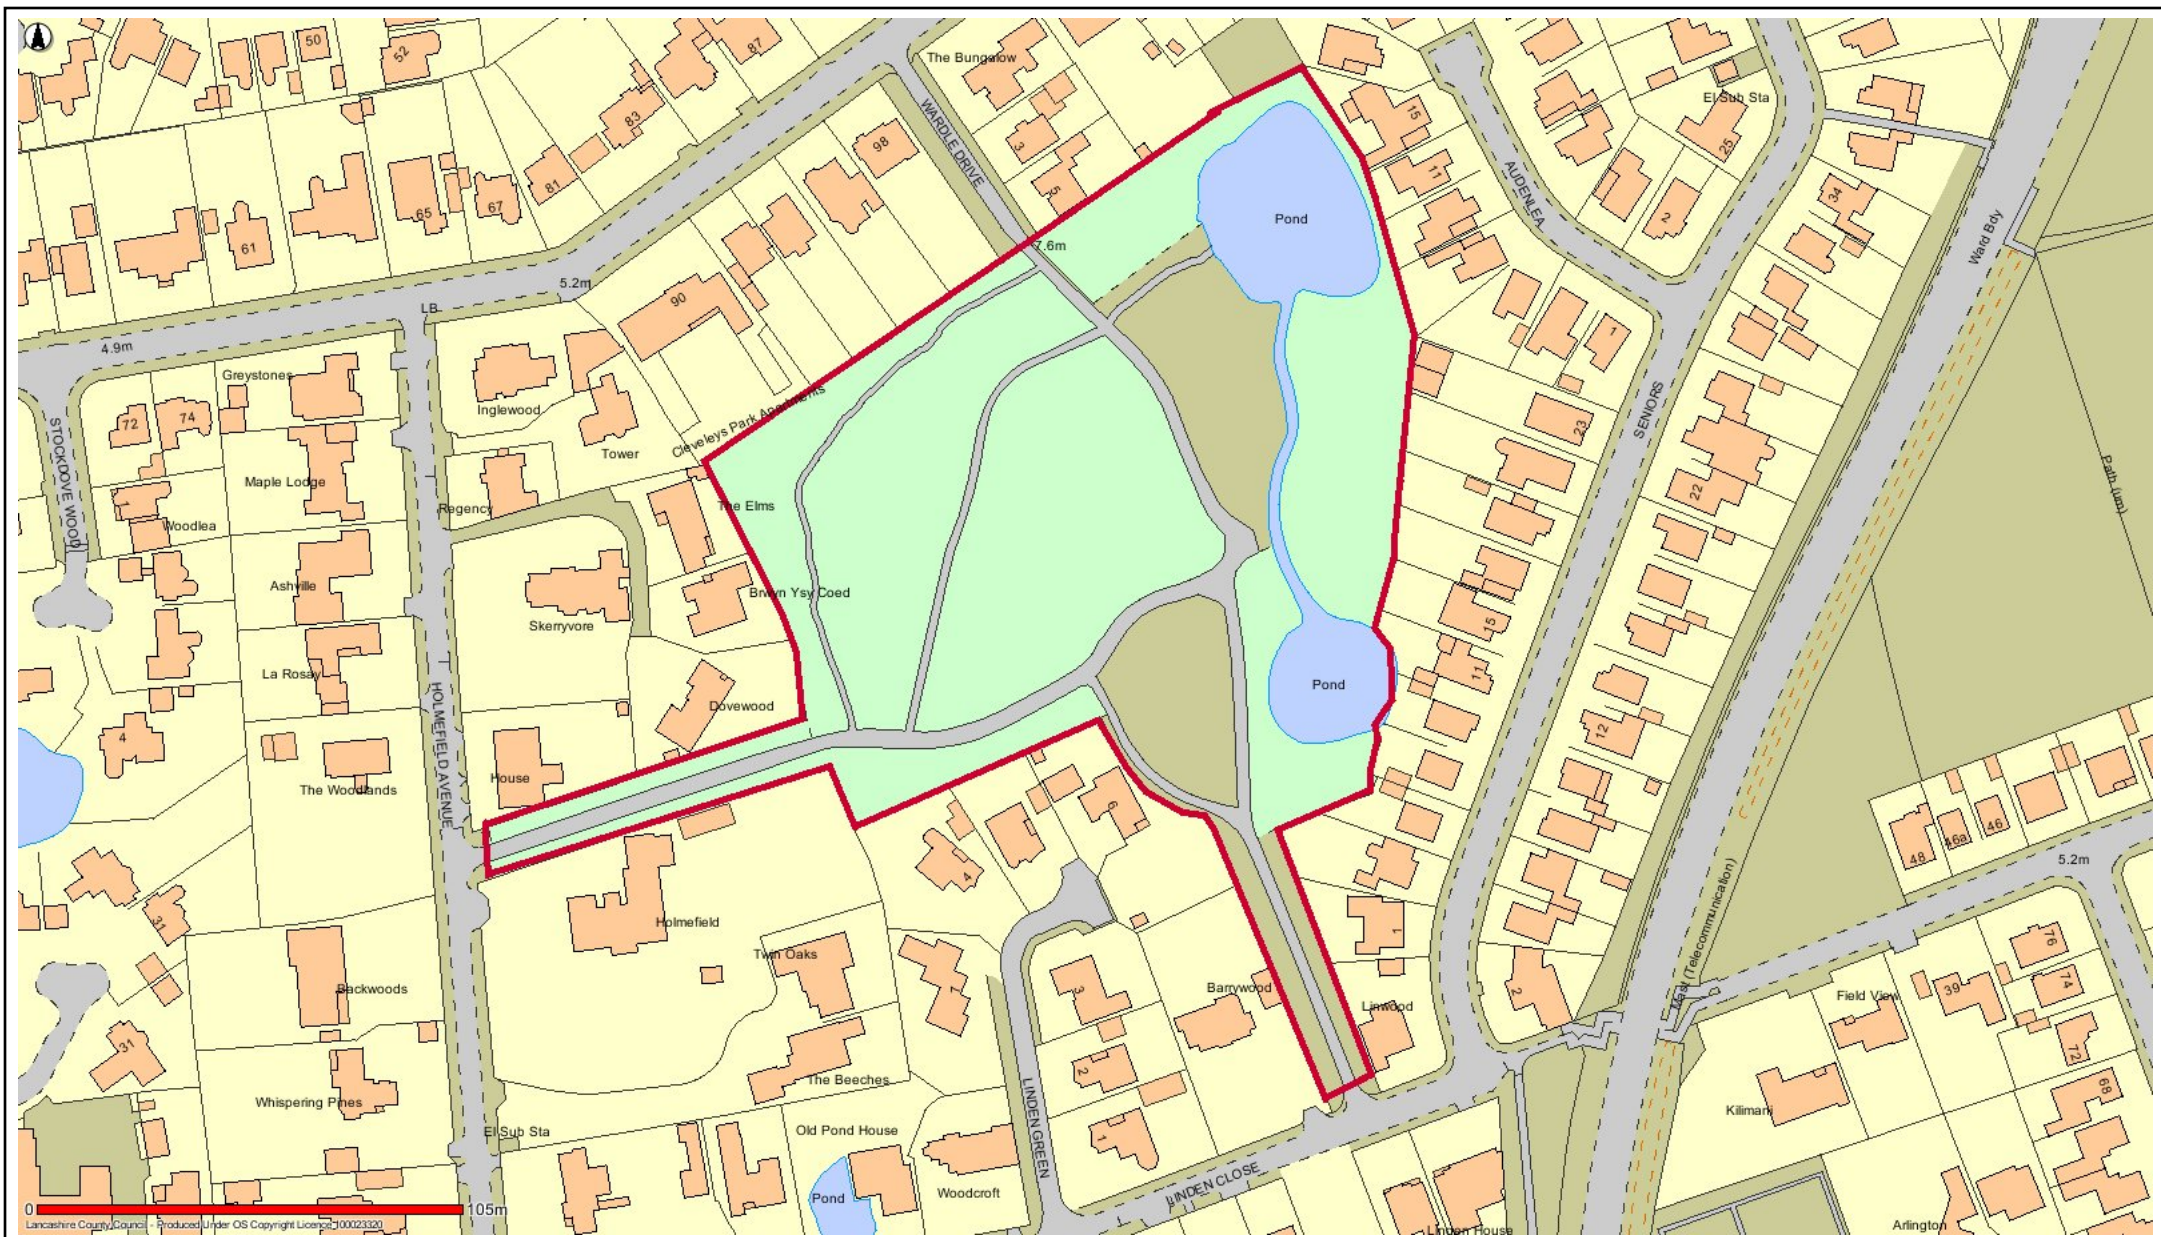 50
52
87
The Bungalow
83
98
WARDLE DRIVE
3
5
15
11
AUDENLEA
El Sub Sta
25
2
34
Ward Bdy
81
65
67
61
Pond
7.6m
5.2m
90
LB
4.9m
1
Greystones
Inglewood
72
74
STOCKDOVE WOOD
Cleveleys Park Apartments
Tower
23
SENIORS
Maple Lodge
Regency
The Elms
22
Path (um)
1
Woodlea
Ashville
Brwyn Ysy Coed
Skerryvore
15
La Rosay
11
Pond
HOLMEFIELD AVENUE
Dovewood
4
12
House
The Woodlands
6
48
46a
46
5.2m
4
31
Holmefield
1
Mast (Telecommunication)
Twin Oaks
76
Backwoods
7
3
Barrywood
Linwood
2
Field View
39
74
31
72
2
The Beeches
Whispering Pines
LINDEN GREEN
68
Kilimani
El Sub Sta
Old Pond House
1
LINDEN CLOSE
Pond
Woodcroft
0
105m
Linden House
Arlington
Lancashire County Council - Produced Under OS Copyright Licence 100023320